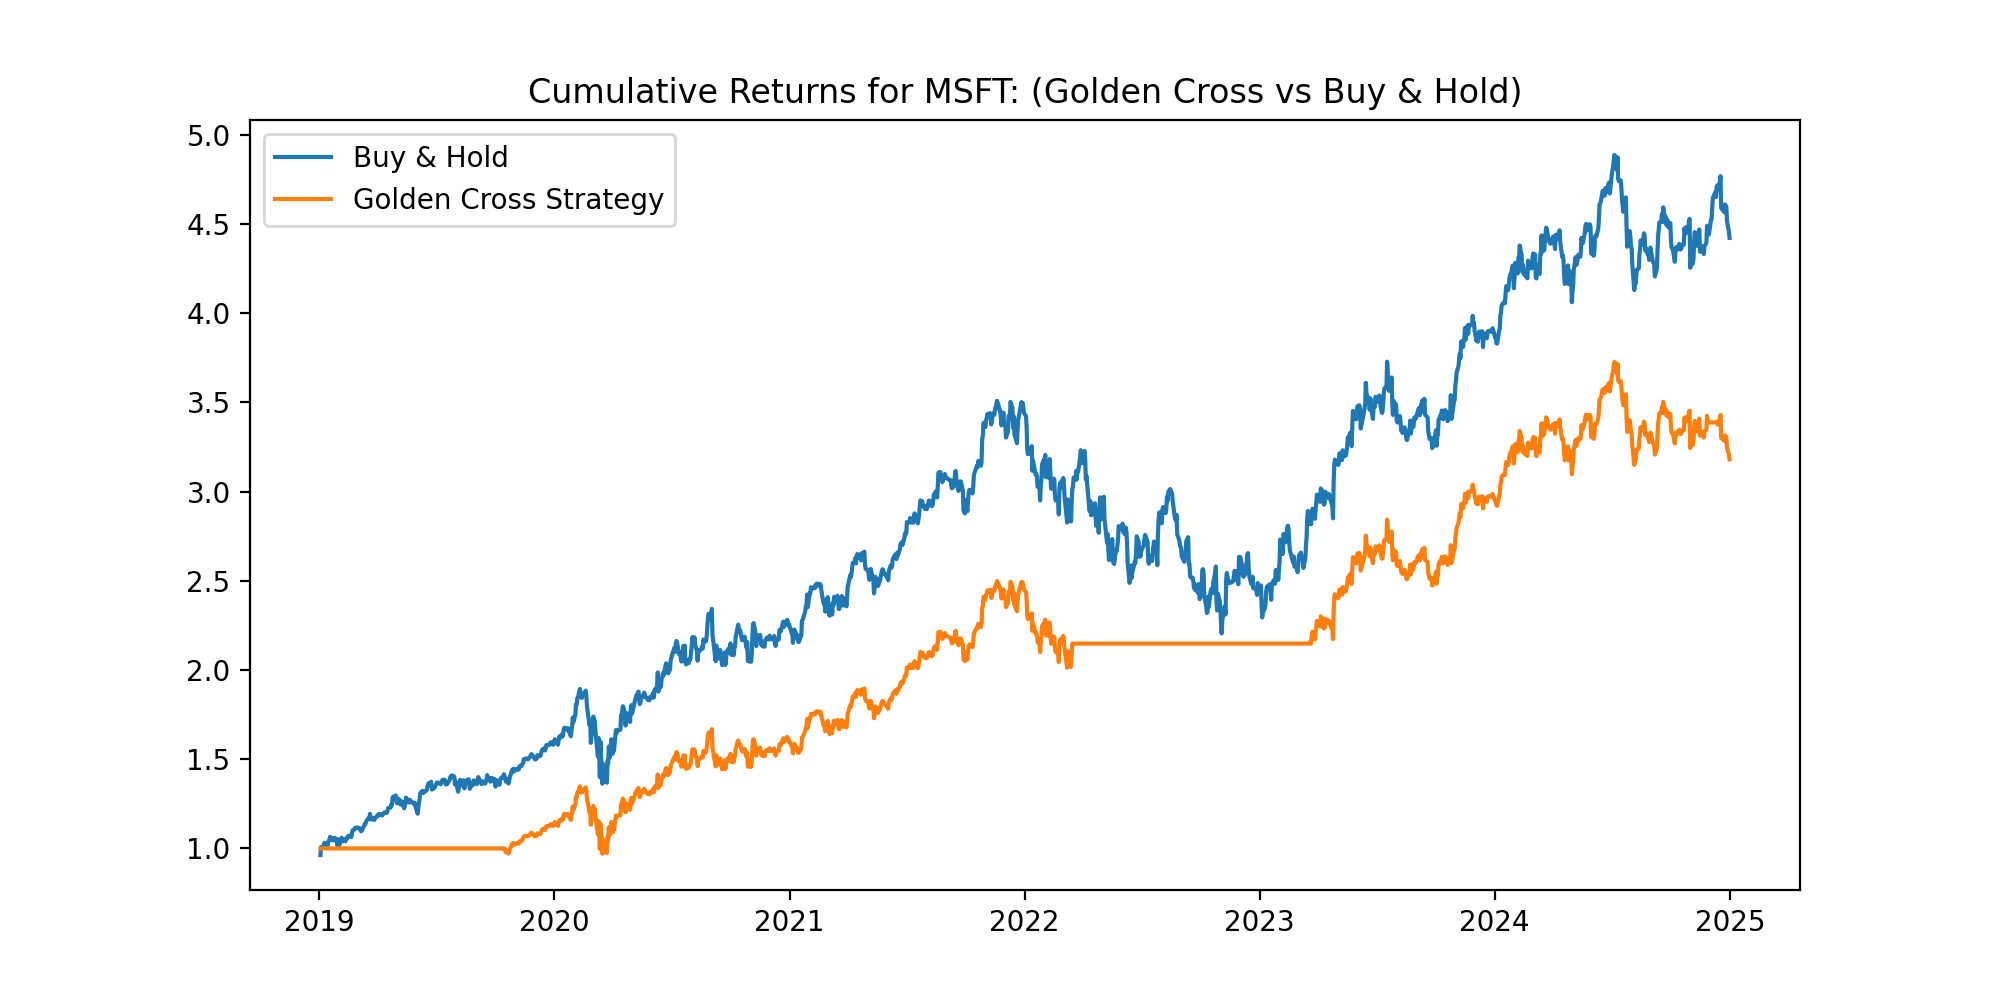 Cumulative Returns for MSFT: (Golden Cross vs Buy & Hold)
Buy & Hold
Golden Cross Strategy
5.0
4.5
4.0
3.5
3.0
2.5
2.0
1.5
1.0
2019 2020 2021 2022 2023 2024 2025